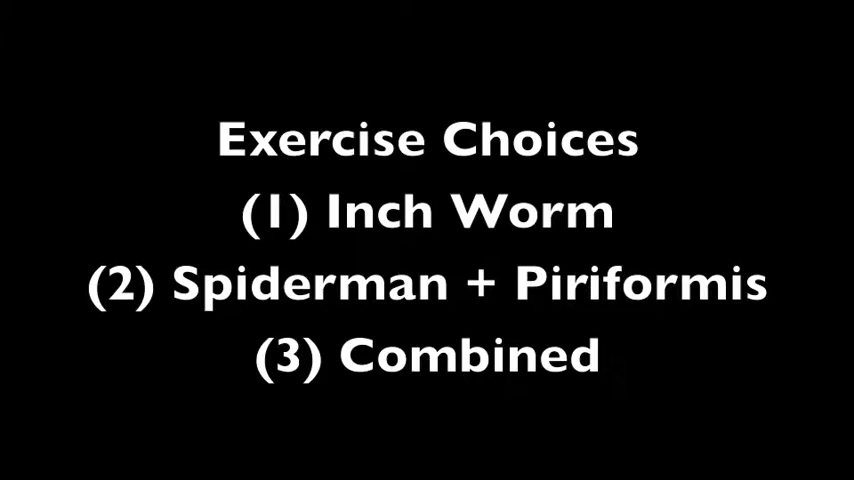 Exercise Choices
(1) Inch Worm
(2) Spiderman + Piriformis
(3) Combined